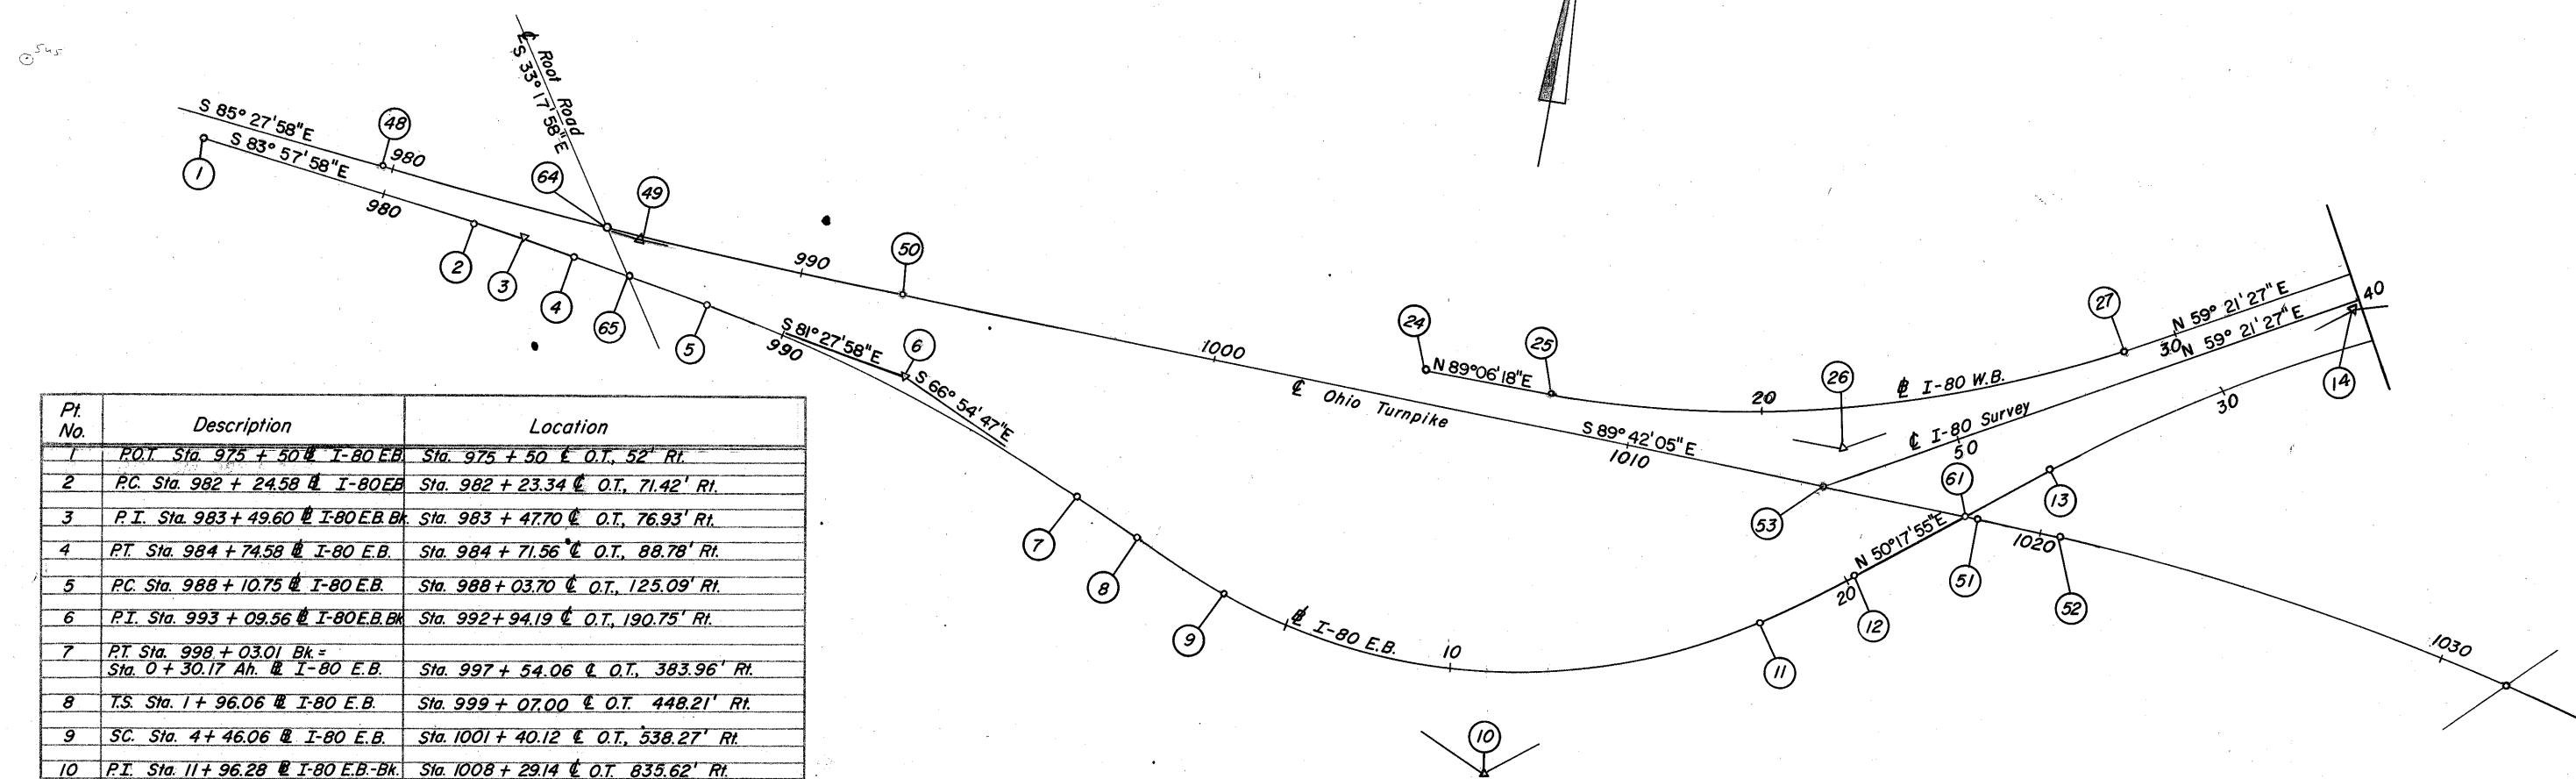 545
S 85° 27'58"E
S 83° 57'58"E
1
48
980
980
℄ Root Road
S 33° 17' 58"E
64
49
2
3
4
65
5
990
50
S 81°27'58"E
990
6
S 66° 54'47"E
1000
℄ Ohio Turnpike
24
N 89°06'18"E
25
20
26
B̵ I-80 W.B.
27
30
N 59° 21' 27" E
N 59° 21' 27" E
40
14
℄ I-80 Survey
50
S 89° 42' 05" E
1010
53
61
13
30
N 50°17'55"E
1020
51
52
20
12
11
7
8
9
B̵ I-80 E.B.
10
10
1030
Pt. No. Description Location
1 P.O.T. Sta. 975 + 50 B̵ I-80 EB. Sta. 975 + 50 ℄ O.T., 52' Rt.
2 P.C. Sta. 982 + 24.58 B̵ I-80EB Sta. 982 + 23.34 ℄ O.T., 71.42' Rt.
3 P.I. Sta. 983 + 49.60 B̵ I-80 E.B. Bk. Sta. 983 + 47.70 ℄ O.T., 76.93' Rt.
4 P.T. Sta. 984 + 74.58 B̵ I-80 E.B. Sta. 984 + 71.56 ℄ O.T., 88.78' Rt.
5 P.C. Sta. 988 + 10.75 B̵ I-80 E.B. Sta. 988 + 03.70 ℄ O.T., 125.09' Rt.
6 P.I. Sta. 993 + 09.56 B̵ I-80E.B.Bk Sta. 992 + 94.19 ℄ O.T., 190.75' Rt.
7 P.T. Sta. 998 + 03.01 Bk. =
Sta. 0 + 30.17 Ah. B̵ I-80 E.B. Sta. 997 + 54.06 ℄ O.T., 383.96' Rt.
8 T.S. Sta. 1 + 96.06 B̵ I-80 E.B. Sta. 999 + 07.00 ℄ O.T. 448.21' Rt.
9 SC. Sta. 4 + 46.06 B̵ I-80 E.B. Sta. 1001 + 40.12 ℄ O.T., 538.27' Rt.
10 P.I. Sta. 11 + 96.28 B̵ I-80 E.B.-Bk. Sta. 1008 + 29.14 ℄ O.T. 835.62' Rt.